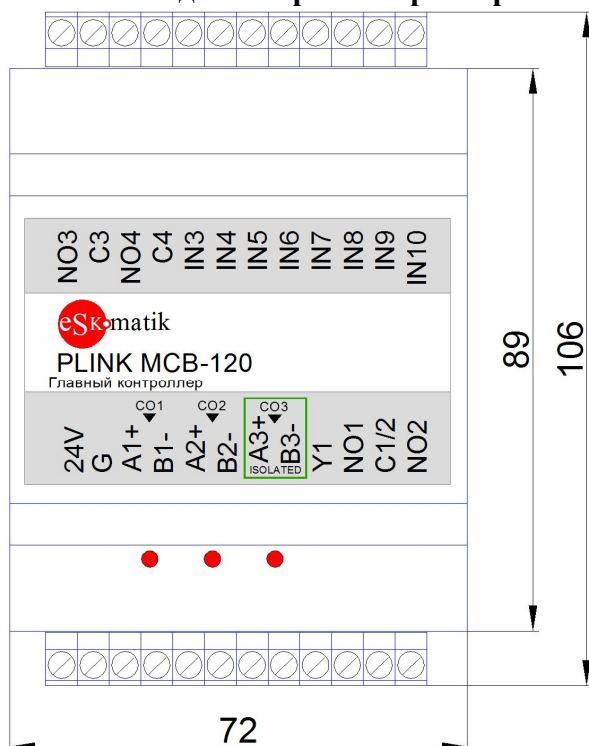 NO3 C3 NO4 C4 IN3 IN4 IN5 IN6 IN7 IN8 IN9 IN10
eSKomatik
PLINK MCB-120
Главный контроллер
CO1 CO2 CO3
24V G A1+ B1- A2+ B2- A3+ B3- Y1 NO1 C1/2 NO2
ISOLATED
89
106
72